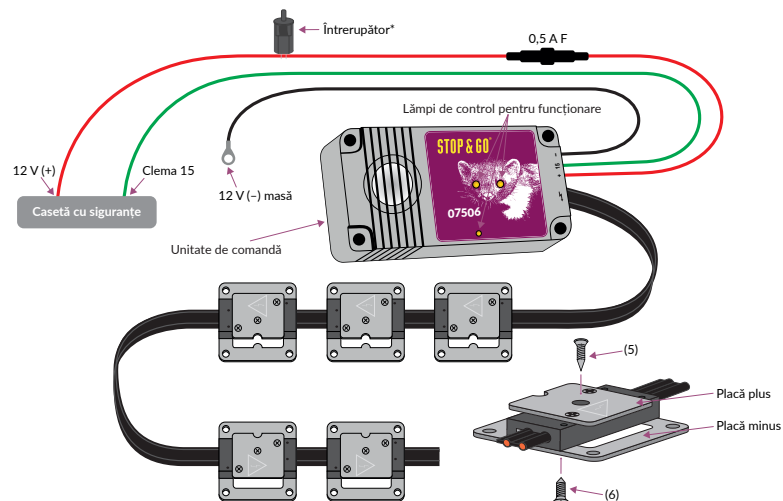 Întrerupător*
0,5 A F
Lămpi de control pentru funcționare
STOP & GO®
- 15 +
12 V (+)
Clema 15
12 V (–) masă
07506
Casetă cu siguranțe
Unitate de comandă
(5)
Placă plus
Placă minus
(6)